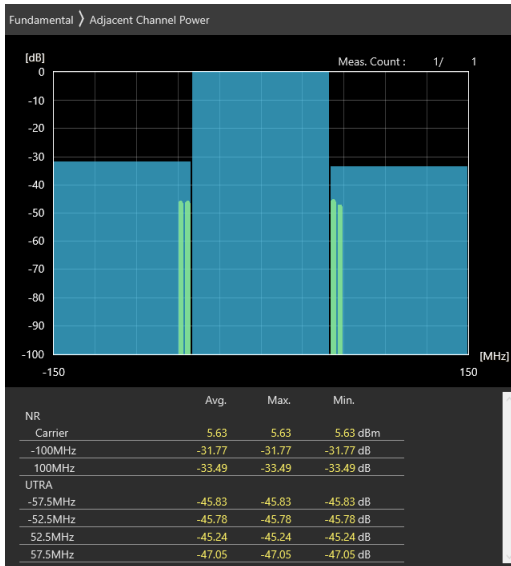 Fundamental 〉 Adjacent Channel Power
[dB]
Meas. Count : 1/ 1
0
-10
-20
-30
-40
-50
-60
-70
-80
-90
-100
[MHz]
-150 150
Avg. Max. Min.
NR
Carrier 5.63 5.63 5.63 dBm
-100MHz -31.77 -31.77 -31.77 dB
100MHz -33.49 -33.49 -33.49 dB
UTRA
-57.5MHz -45.83 -45.83 -45.83 dB
-52.5MHz -45.78 -45.78 -45.78 dB
52.5MHz -45.24 -45.24 -45.24 dB
57.5MHz -47.05 -47.05 -47.05 dB